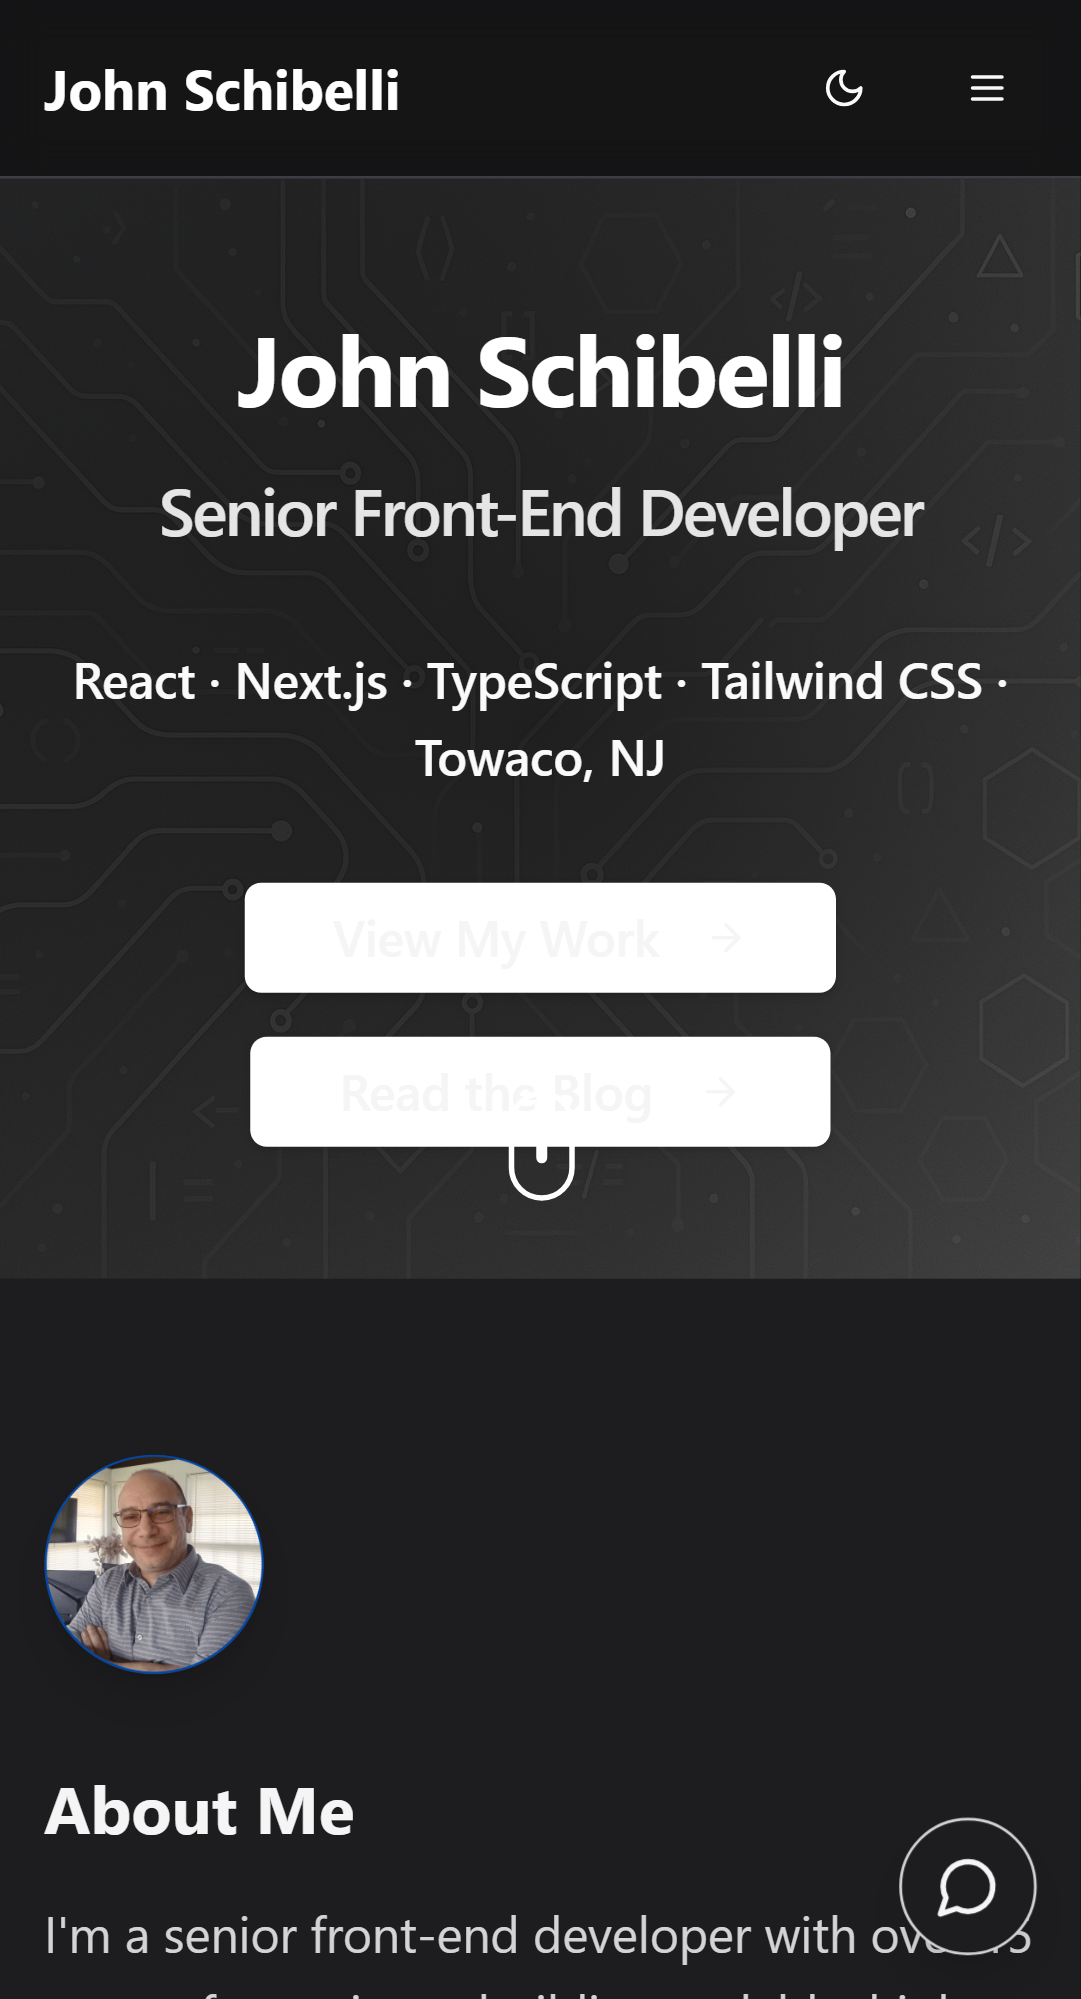 John Schibelli
John Schibelli
Senior Front-End Developer
React · Next.js · TypeScript · Tailwind CSS ·
Towaco, NJ
View My Work →
Read the Blog →
About Me
I'm a senior front-end developer with